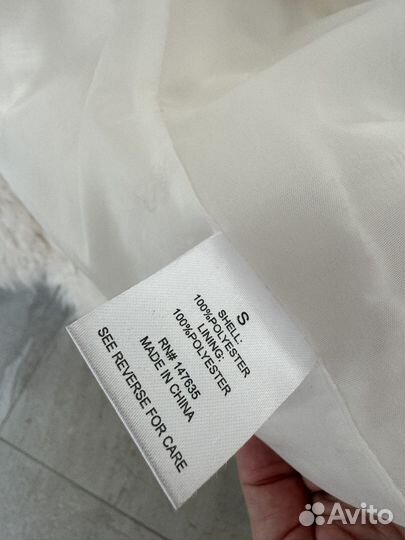 S
SHELL:
100%POLYESTER
LINING:
100%POLYESTER
RN# 147635
MADE IN CHINA
SEE REVERSE FOR CARE
Avito